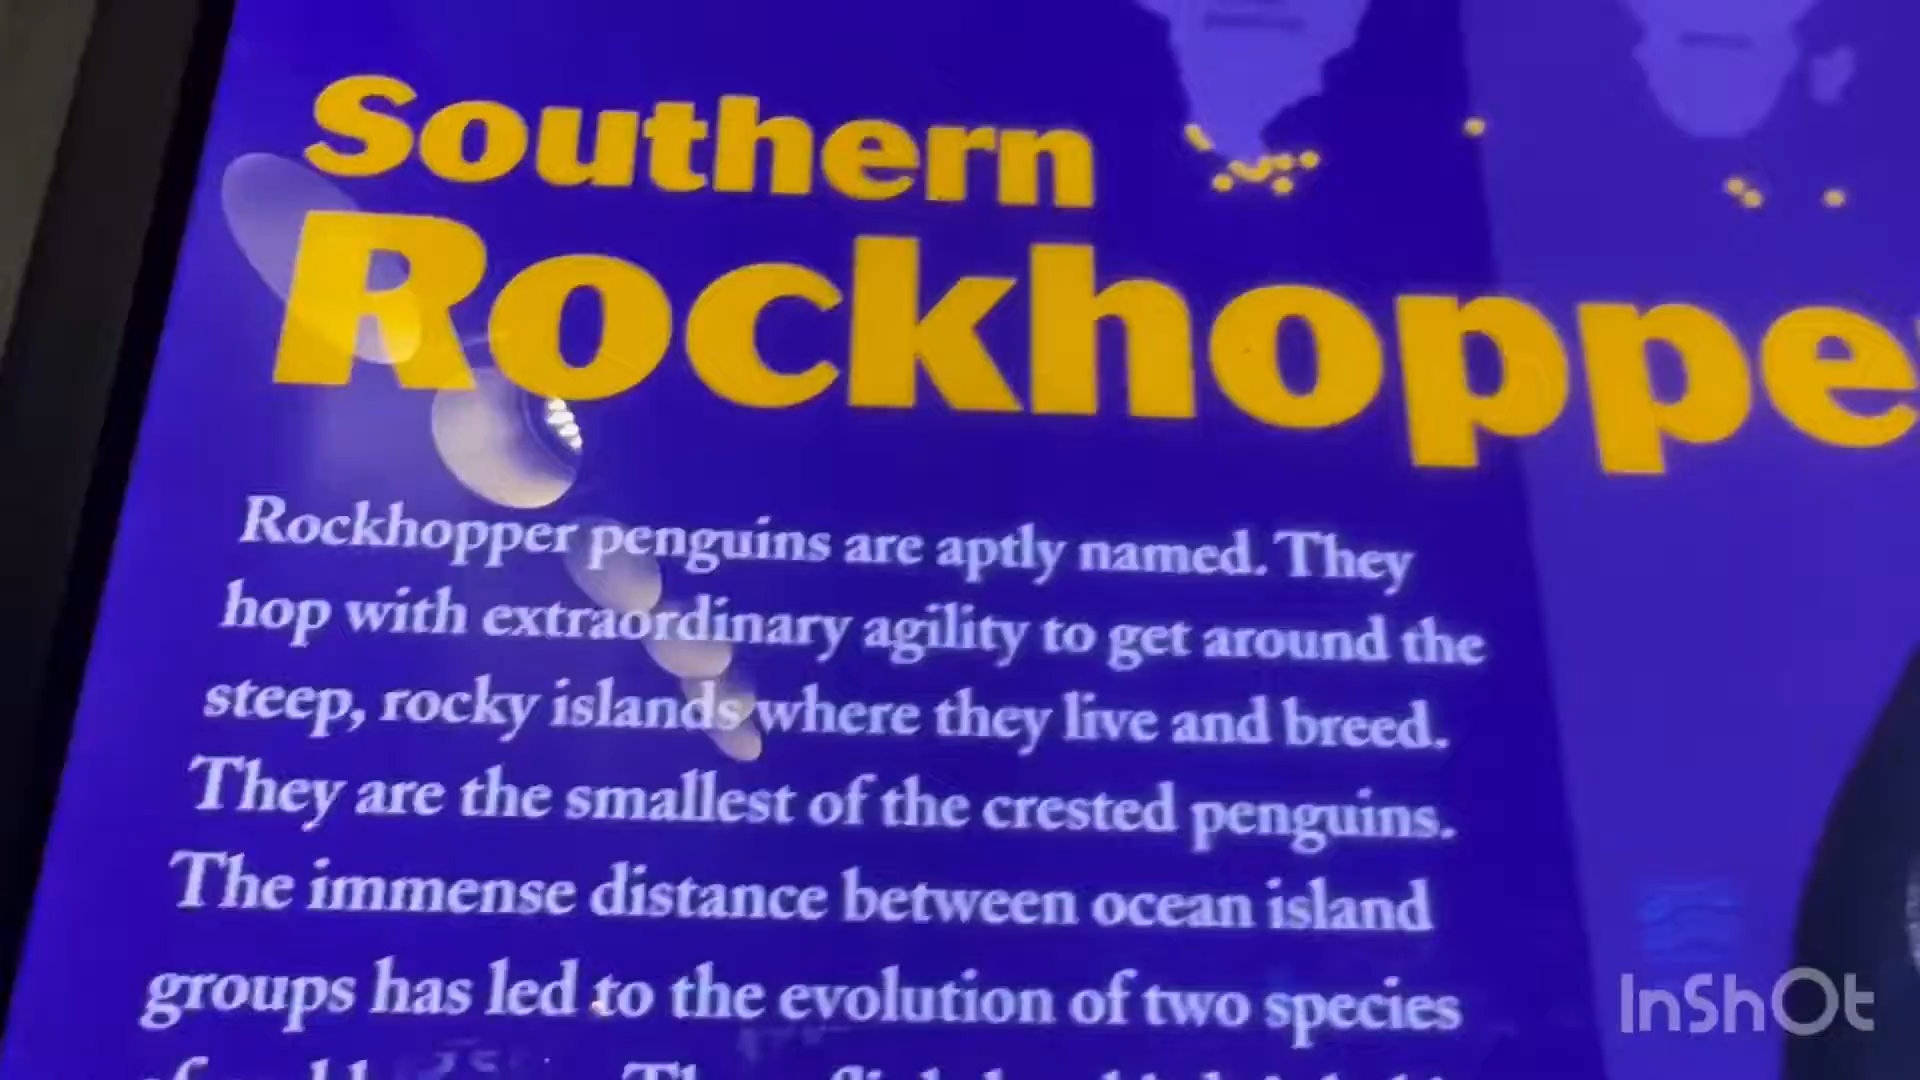 Southern
Rockhoppe
Rockhopper penguins are aptly named. They
hop with extraordinary agility to get around the
steep, rocky islands where they live and breed.
They are the smallest of the crested penguins.
The immense distance between ocean island
groups has led to the evolution of two species
InShOt